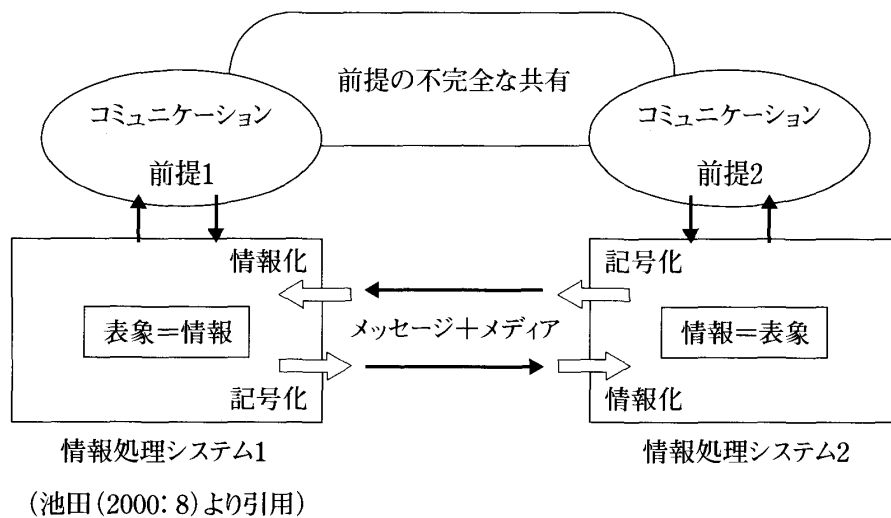 前提の不完全な共有
コミュニケーション
前提1
コミュニケーション
前提2
情報化
記号化
表象＝情報
メッセージ＋メディア
情報＝表象
記号化
情報化
情報処理システム1
情報処理システム2
（池田（2000: 8）より引用）